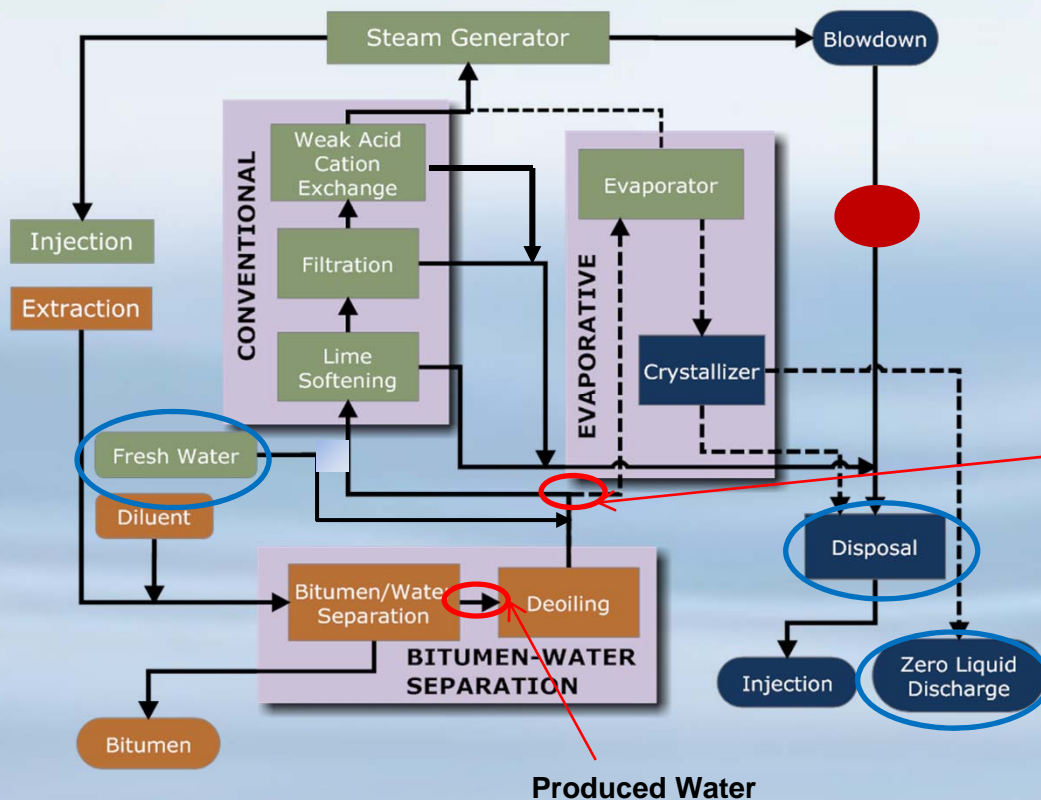 Steam Generator
Blowdown
CONVENTIONAL
Weak Acid
Cation
Exchange
EVAPORATIVE
Evaporator
Injection
Filtration
Extraction
Lime
Softening
Crystallizer
Fresh Water
Diluent
Disposal
Bitumen/Water
Separation
Deoiling
BITUMEN-WATER
SEPARATION
Injection
Zero Liquid
Discharge
Bitumen
Produced Water